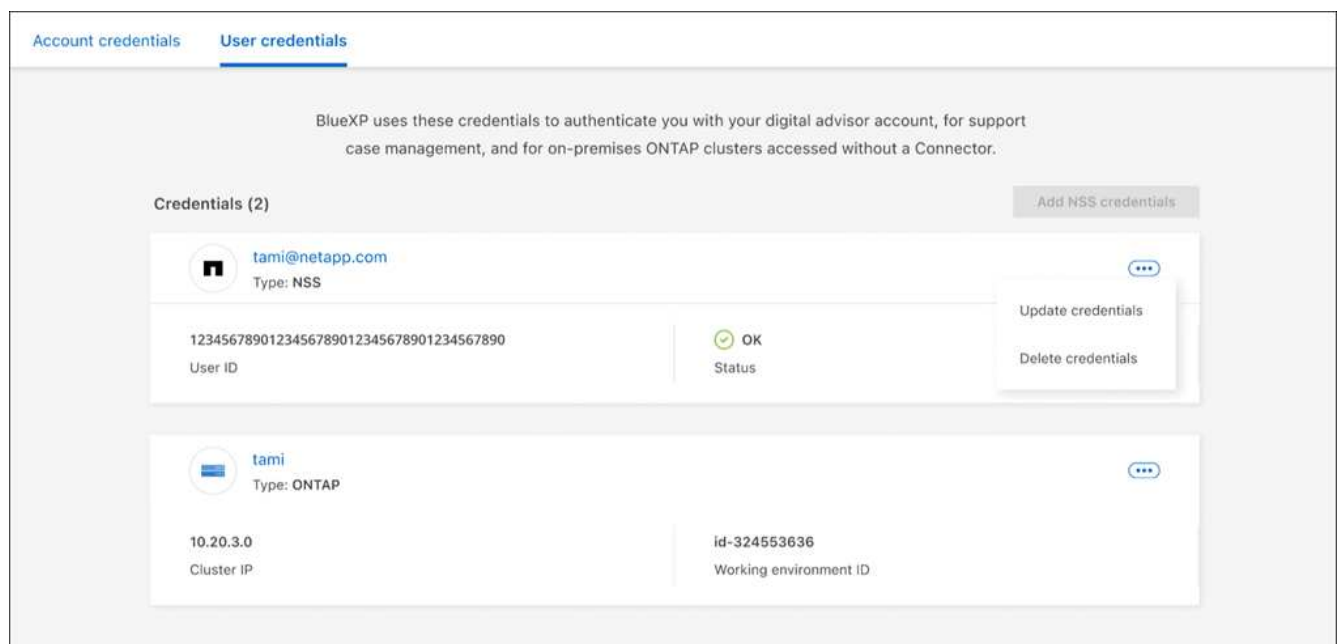 Account credentials
User credentials
BlueXP uses these credentials to authenticate you with your digital advisor account, for support
case management, and for on-premises ONTAP clusters accessed without a Connector.
Credentials (2)
Add NSS credentials
tami@netapp.com
Type: NSS
Update credentials
Delete credentials
1234567890123456789012345678901234567890
User ID
OK
Status
tami
Type: ONTAP
10.20.3.0
Cluster IP
id-324553636
Working environment ID